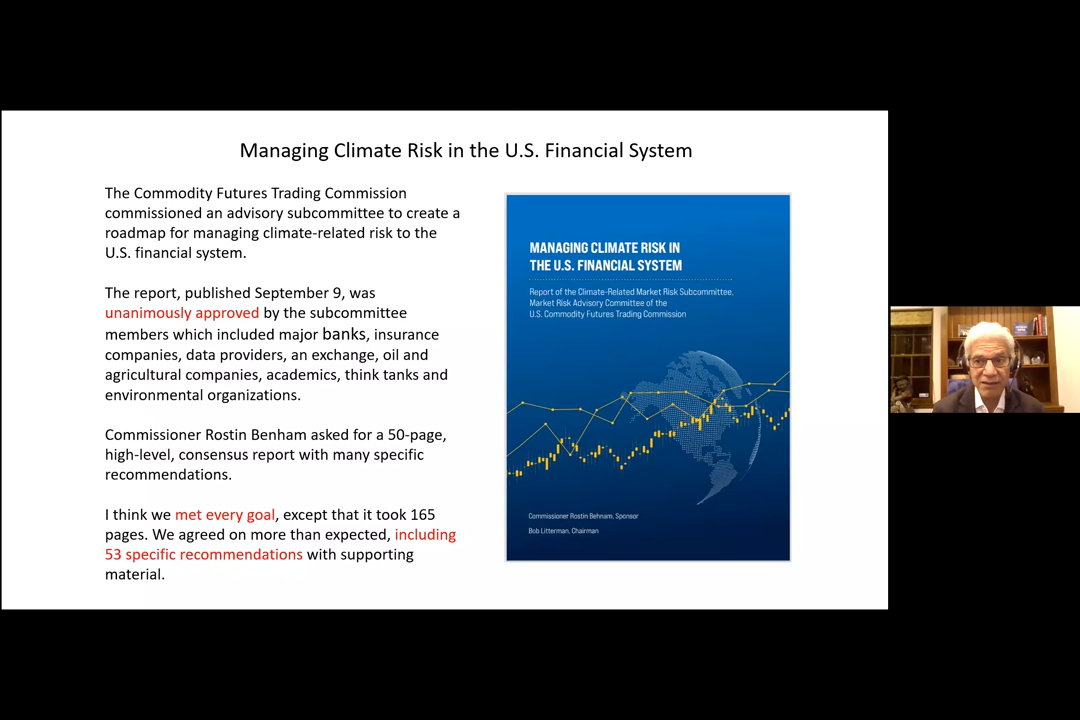 Managing Climate Risk in the U.S. Financial System
The Commodity Futures Trading Commission
commissioned an advisory subcommittee to create a
roadmap for managing climate-related risk to the
U.S. financial system.
The report, published September 9, was
unanimously approved by the subcommittee
members which included major banks, insurance
companies, data providers, an exchange, oil and
agricultural companies, academics, think tanks and
environmental organizations.
Commissioner Rostin Benham asked for a 50-page,
high-level, consensus report with many specific
recommendations.
I think we met every goal, except that it took 165
pages. We agreed on more than expected, including
53 specific recommendations with supporting
material.
MANAGING CLIMATE RISK IN
THE U.S. FINANCIAL SYSTEM
Report of the Climate-Related Market Risk Subcommittee,
Market Risk Advisory Committee of the
U.S. Commodity Futures Trading Commission
Commissioner Rostin Behnam, Sponsor
Bob Litterman, Chairman